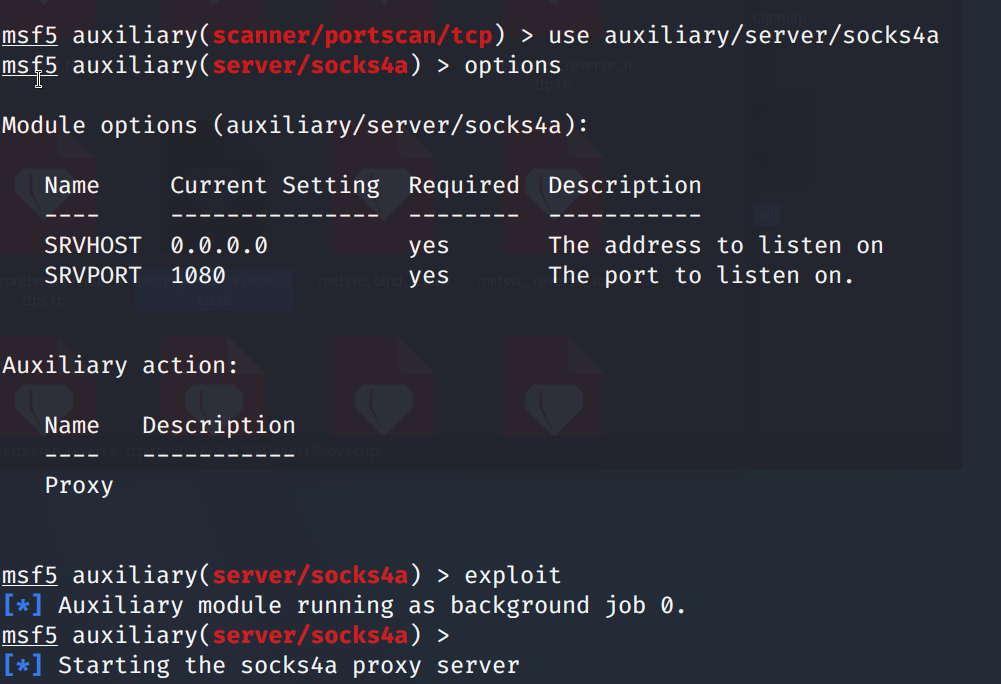 msf5 auxiliary(scanner/portscan/tcp) > use auxiliary/server/socks4a
msf5 auxiliary(server/socks4a) > options
Module options (auxiliary/server/socks4a):
Name Current Setting Required Description
---- --------------- -------- -----------
SRVHOST 0.0.0.0 yes The address to listen on
SRVPORT 1080 yes The port to listen on.
Auxiliary action:
Name Description
---- -----------
Proxy
msf5 auxiliary(server/socks4a) > exploit
[*] Auxiliary module running as background job 0.
msf5 auxiliary(server/socks4a) >
[*] Starting the socks4a proxy server